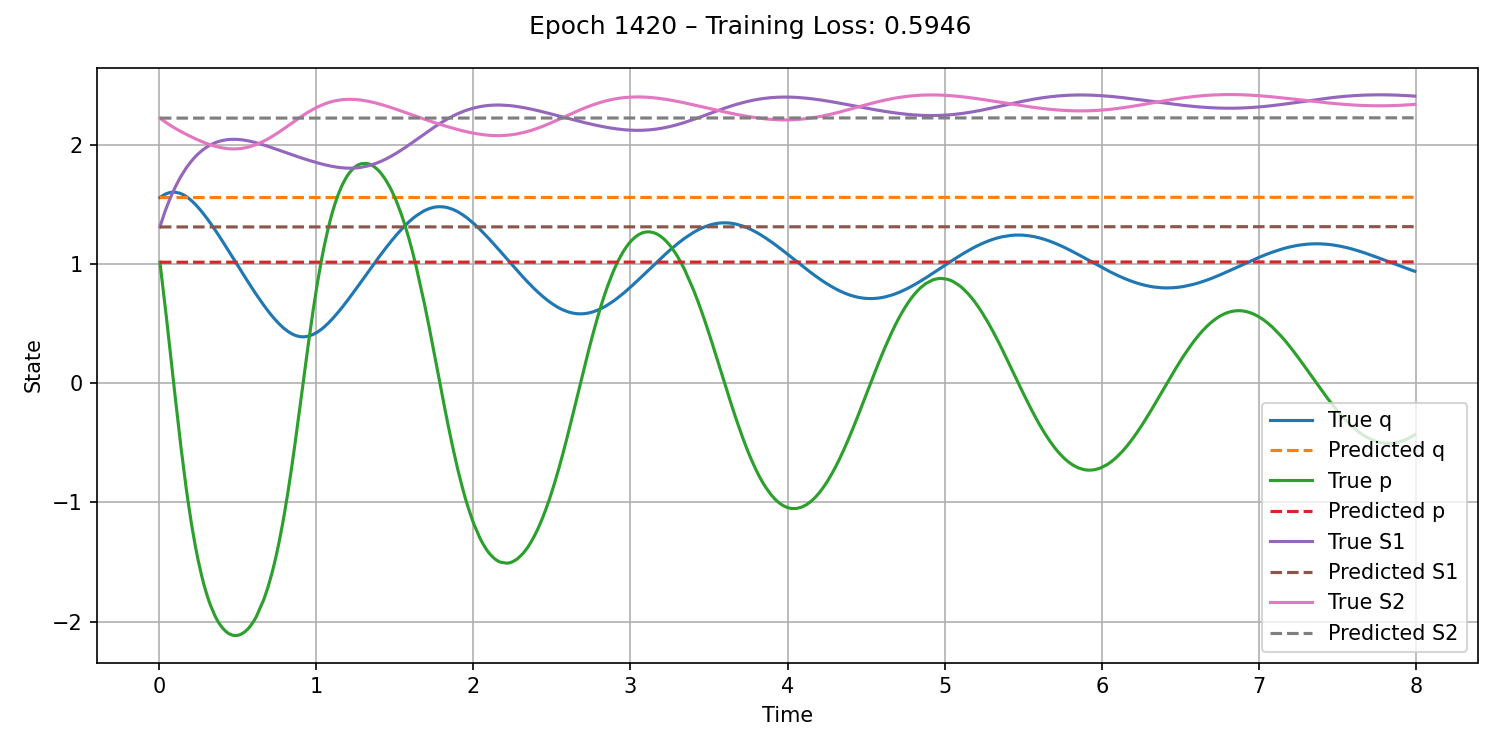 Epoch 1420 – Training Loss: 0.5946
State
2
1
0
−1
−2
0 1 2 3 4 5 6 7 8
Time
True q
Predicted q
True p
Predicted p
True S1
Predicted S1
True S2
Predicted S2